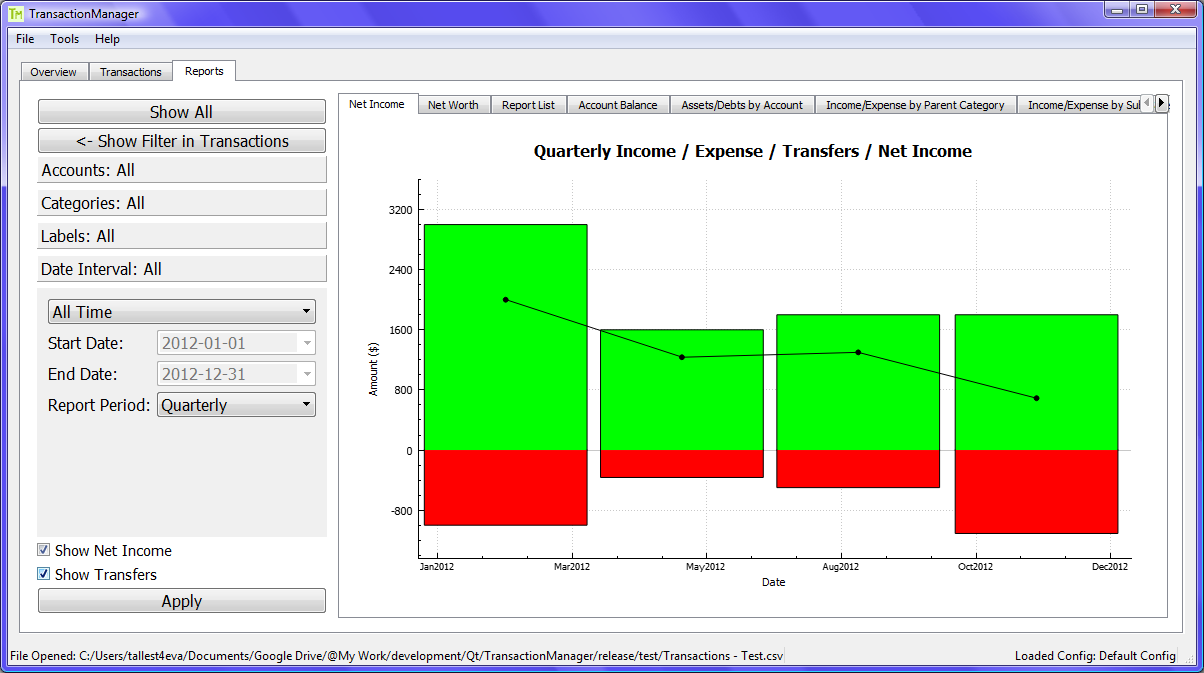 TM TransactionManager
File Tools Help
Overview Transactions Reports
Show All
<- Show Filter in Transactions
Accounts: All
Categories: All
Labels: All
Date Interval: All
All Time
Start Date: 2012-01-01
End Date: 2012-12-31
Report Period: Quarterly
Show Net Income
Show Transfers
Apply
Net Income Net Worth Report List Account Balance Assets/Debts by Account Income/Expense by Parent Category Income/Expense by Su
Quarterly Income / Expense / Transfers / Net Income
Amount ($)
3200
2400
1600
800
0
-800
Jan2012 Mar2012 May2012 Aug2012 Oct2012 Dec2012
Date
File Opened: C:/Users/tallest4eva/Documents/Google Drive/@My Work/development/Qt/TransactionManager/release/test/Transactions - Test.csv
Loaded Config: Default Config